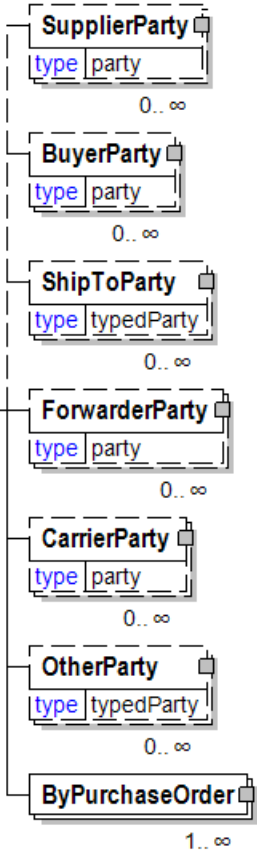 SupplierParty
type party
0.. ∞
BuyerParty
type party
0.. ∞
ShipToParty
type typedParty
0.. ∞
ForwarderParty
type party
0.. ∞
CarrierParty
type party
0.. ∞
OtherParty
type typedParty
0.. ∞
ByPurchaseOrder
1.. ∞